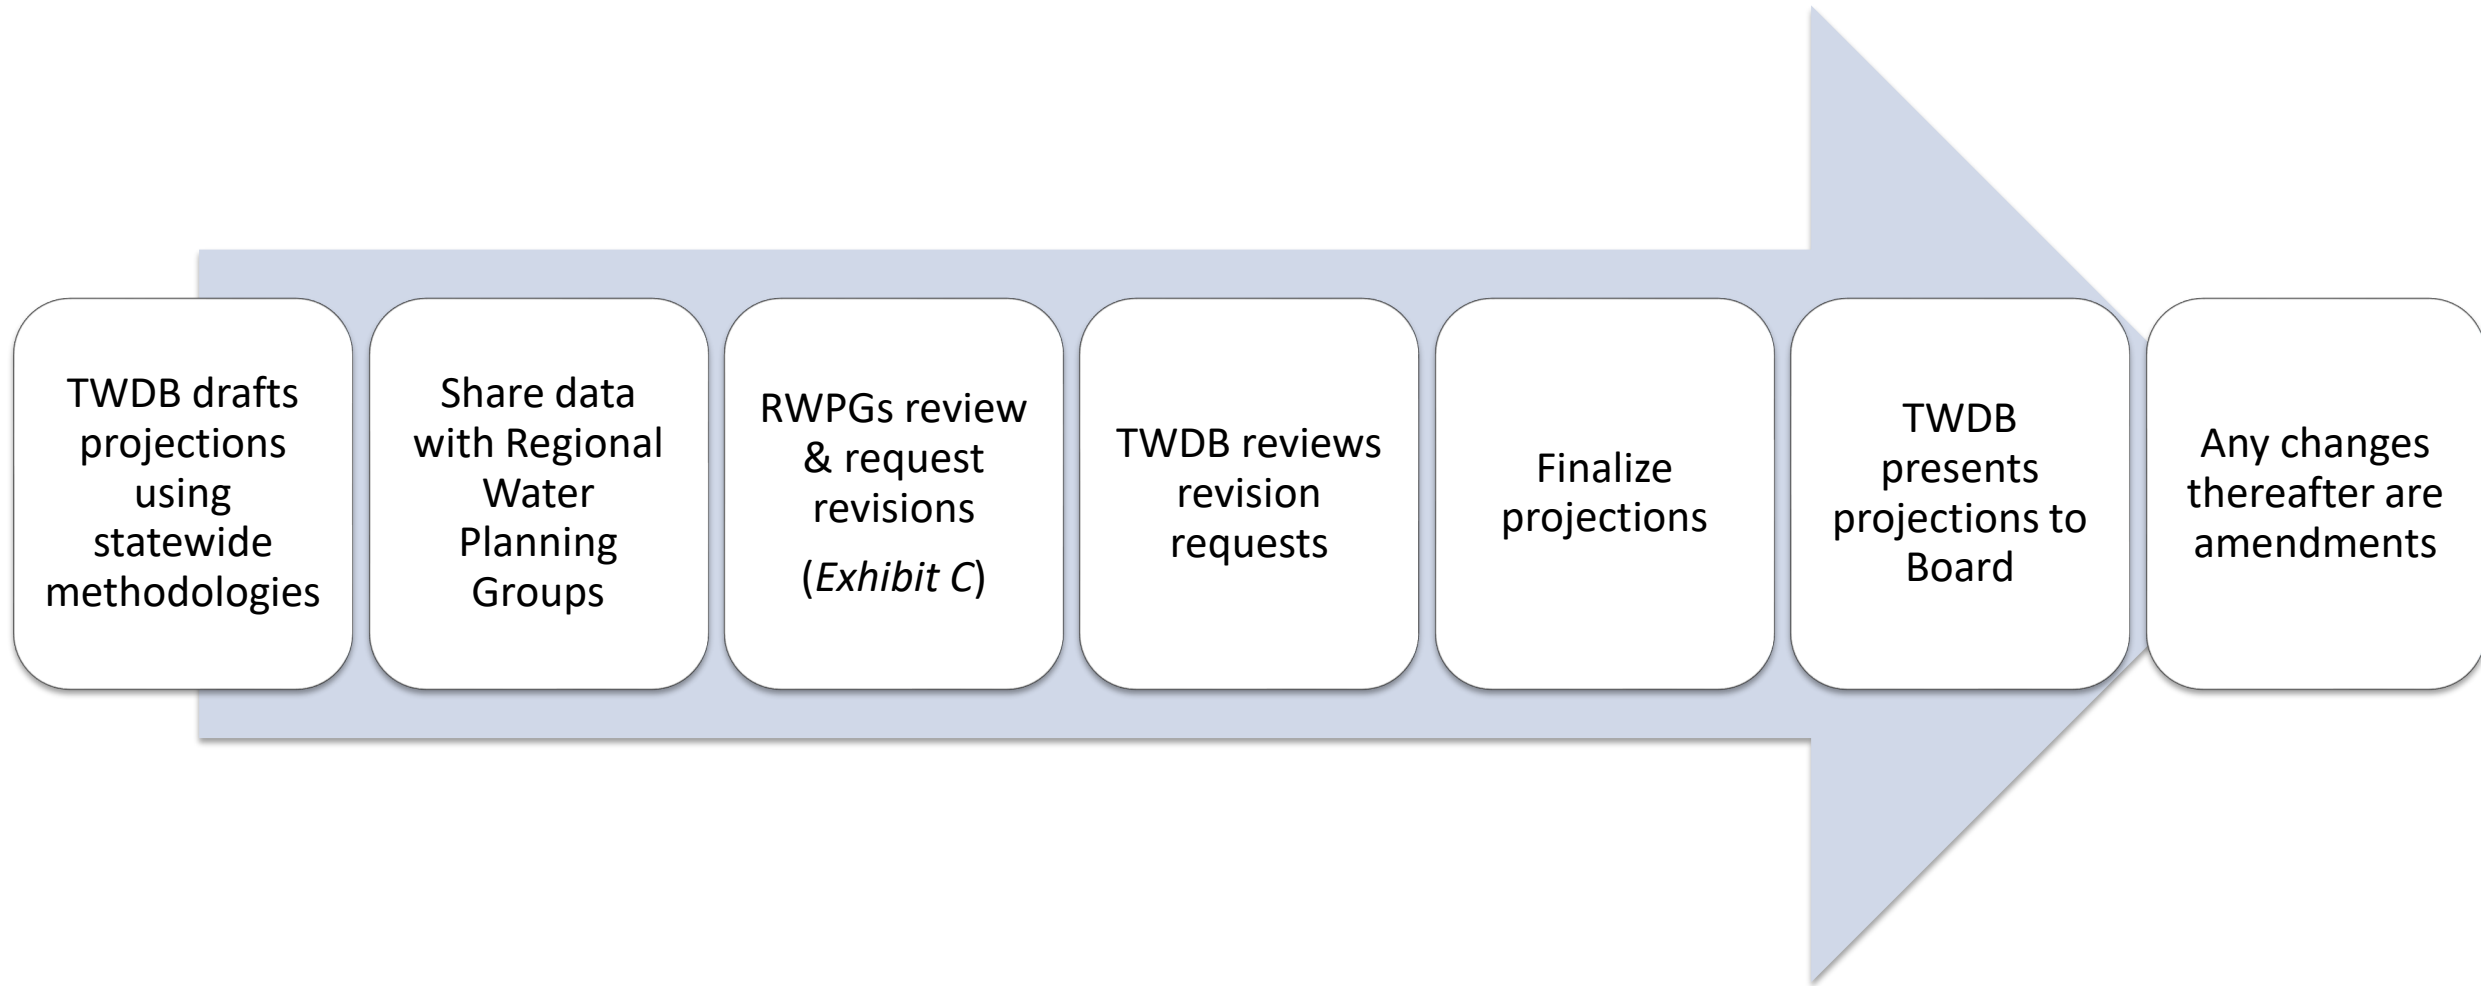 TWDB drafts
projections
using
statewide
methodologies
Share data
with Regional
Water
Planning
Groups
RWPGs review
& request
revisions
(Exhibit C)
TWDB reviews
revision
requests
Finalize
projections
TWDB
presents
projections to
Board
Any changes
thereafter are
amendments